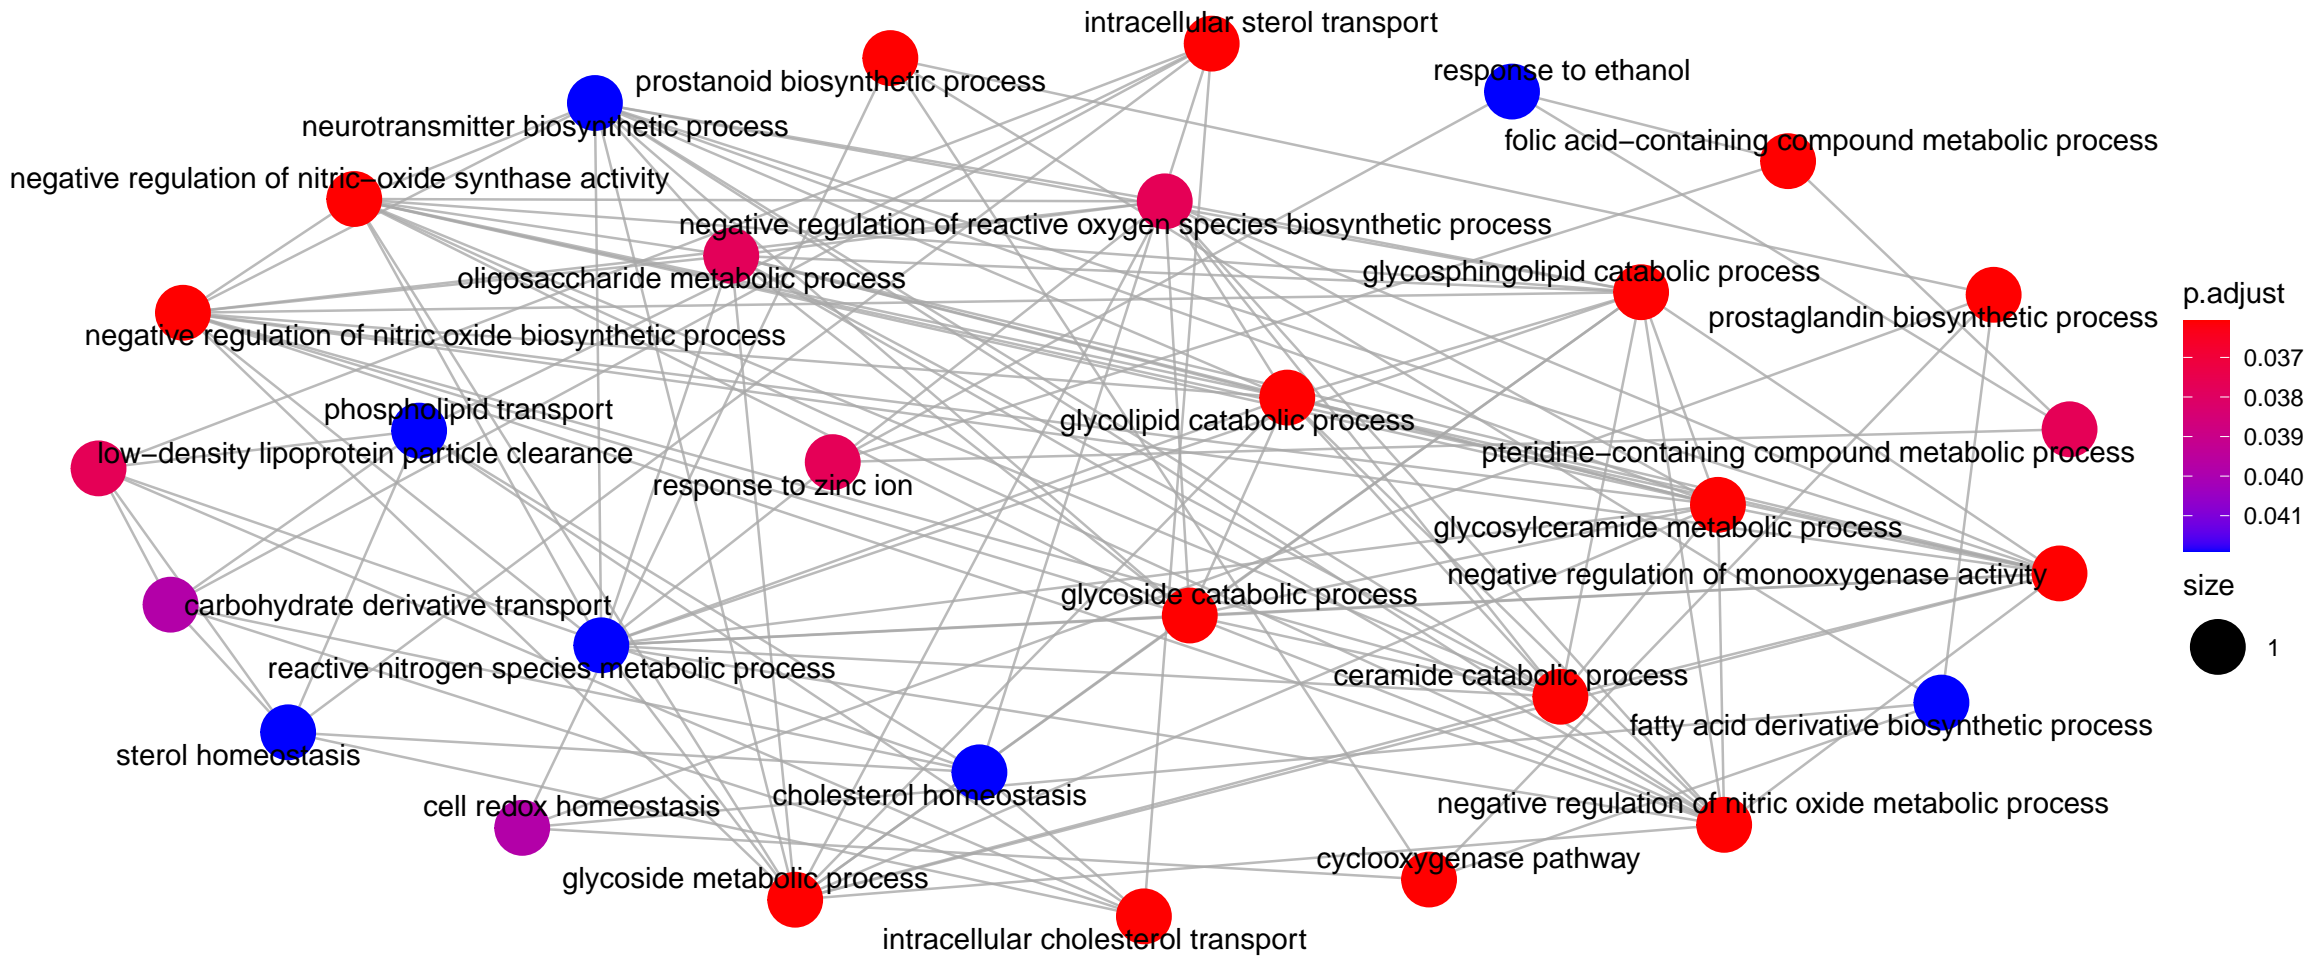 intracellular sterol transport
prostanoid biosynthetic process
response to ethanol
neurotransmitter biosynthetic process
folic acid−containing compound metabolic process
negative regulation of nitric−oxide synthase activity
negative regulation of reactive oxygen species biosynthetic process
oligosaccharide metabolic process
glycosphingolipid catabolic process
prostaglandin biosynthetic process
negative regulation of nitric oxide biosynthetic process
phospholipid transport
glycolipid catabolic process
low−density lipoprotein particle clearance
pteridine−containing compound metabolic process
response to zinc ion
glycosylceramide metabolic process
negative regulation of monooxygenase activity
glycoside catabolic process
carbohydrate derivative transport
reactive nitrogen species metabolic process
ceramide catabolic process
fatty acid derivative biosynthetic process
sterol homeostasis
cholesterol homeostasis
cell redox homeostasis
negative regulation of nitric oxide metabolic process
cyclooxygenase pathway
glycoside metabolic process
intracellular cholesterol transport
p.adjust
0.037
0.038
0.039
0.040
0.041
size
1